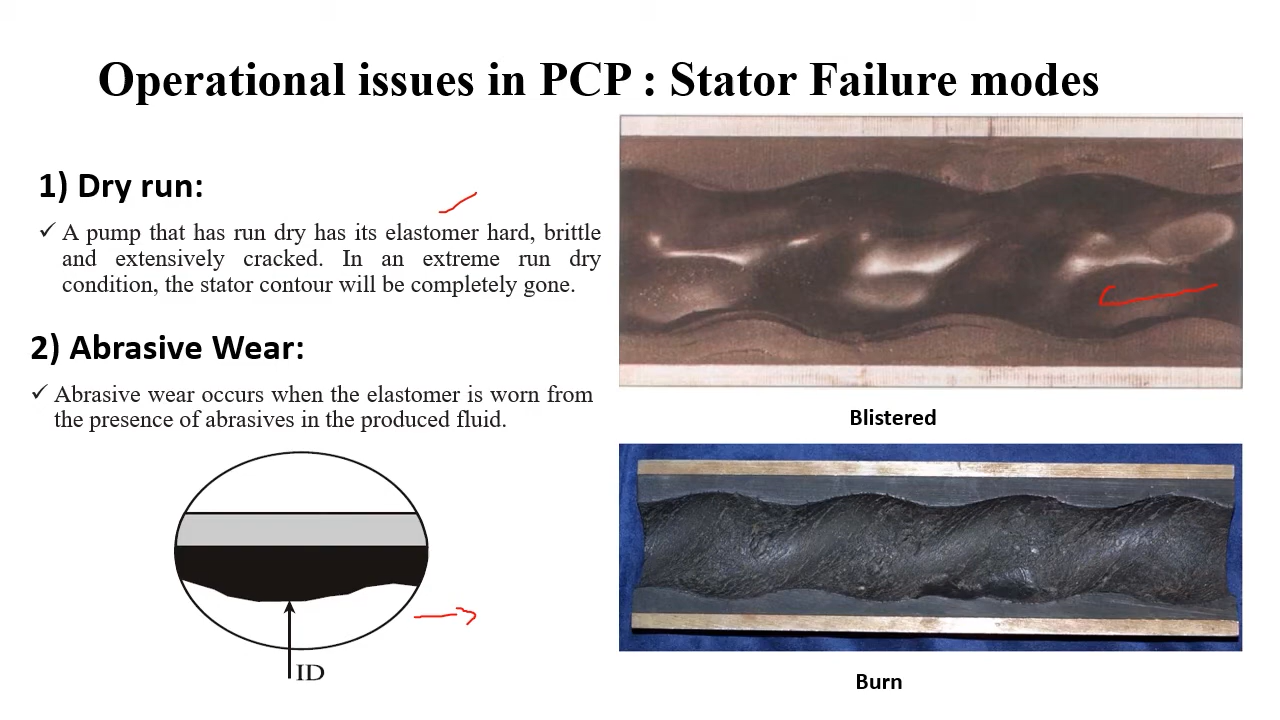 Operational issues in PCP : Stator Failure modes
1) Dry run:
✓ A pump that has run dry has its elastomer hard, brittle
and extensively cracked. In an extreme run dry
condition, the stator contour will be completely gone.
2) Abrasive Wear:
✓ Abrasive wear occurs when the elastomer is worn from
the presence of abrasives in the produced fluid.
ID
Blistered
Burn